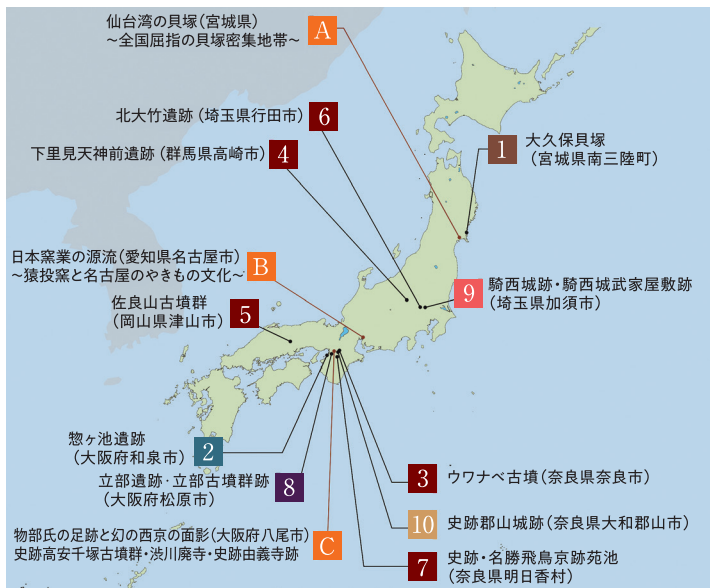 仙台湾の貝塚（宮城県）
～全国屈指の貝塚密集地帯～
A
北大竹遺跡（埼玉県行田市）
6
下里見天神前遺跡（群馬県高崎市）
4
1
大久保貝塚
（宮城県南三陸町）
日本窯業の源流（愛知県名古屋市）
～猿投窯と名古屋のやきもの文化～
B
佐良山古墳群
（岡山県津山市）
5
9
騎西城跡・騎西城武家屋敷跡
（埼玉県加須市）
惣ヶ池遺跡
（大阪府和泉市）
2
立部遺跡・立部古墳群跡
（大阪府松原市）
8
物部氏の足跡と幻の西京の面影（大阪府八尾市）
史跡高安千塚古墳群・渋川廃寺・史跡由義寺跡
C
3
ウワナベ古墳（奈良県奈良市）
10
史跡郡山城跡（奈良県大和郡山市）
7
史跡・名勝飛鳥京跡苑池
（奈良県明日香村）